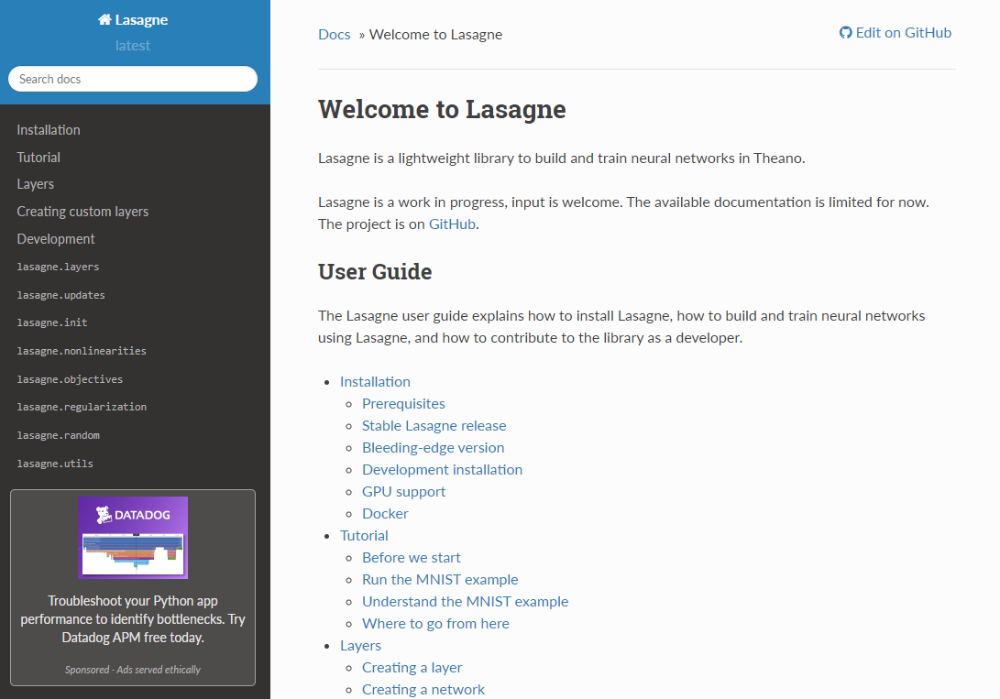 Lasagne
latest
Search docs
Installation
Tutorial
Layers
Creating custom layers
Development
lasagne.layers
lasagne.updates
lasagne.init
lasagne.nonlinearities
lasagne.objectives
lasagne.regularization
lasagne.random
lasagne.utils
DATADOG
Troubleshoot your Python app
performance to identify bottlenecks. Try
Datadog APM free today.
Sponsored - Ads served ethically
Docs » Welcome to Lasagne
Edit on GitHub
Welcome to Lasagne
Lasagne is a lightweight library to build and train neural networks in Theano.
Lasagne is a work in progress, input is welcome. The available documentation is limited for now.
The project is on GitHub.
User Guide
The Lasagne user guide explains how to install Lasagne, how to build and train neural networks
using Lasagne, and how to contribute to the library as a developer.
Installation
Prerequisites
Stable Lasagne release
Bleeding-edge version
Development installation
GPU support
Docker
Tutorial
Before we start
Run the MNIST example
Understand the MNIST example
Where to go from here
Layers
Creating a layer
Creating a network